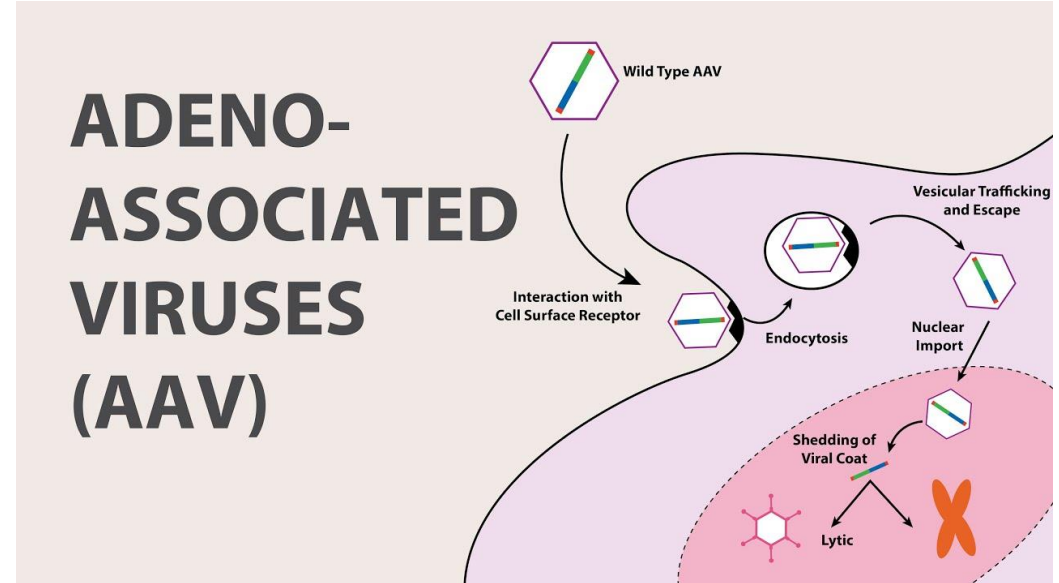 ADENO-
ASSOCIATED
VIRUSES
(AAV)
Wild Type AAV
Interaction with
Cell Surface Receptor
Endocytosis
Vesicular Trafficking
and Escape
Nuclear
Import
Shedding of
Viral Coat
Lytic